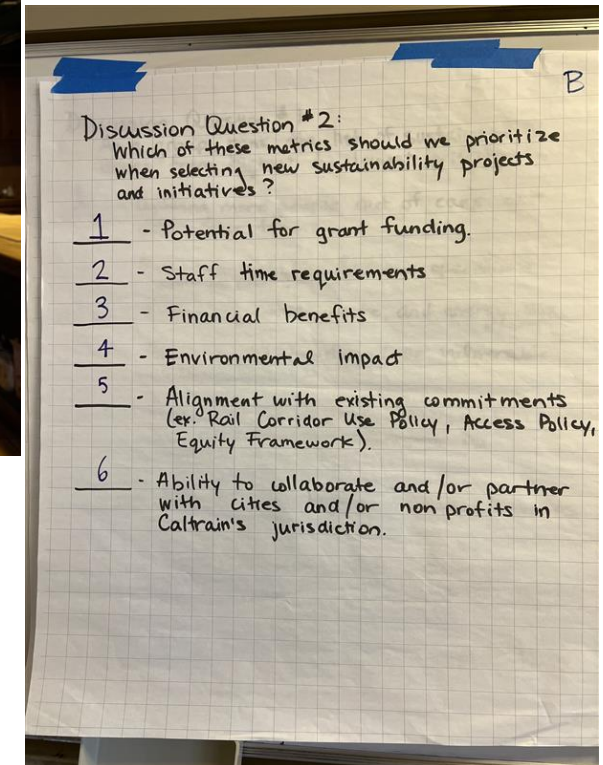 B
Discussion Question #2:
Which of these metrics should we prioritize
when selecting new sustainability projects
and initiatives?
1 - Potential for grant funding.
2 - Staff time requirements
3 - Financial benefits
4 - Environmental impact
5 - Alignment with existing commitments
(ex. Rail Corridor Use Policy, Access Policy,
Equity Framework).
6 - Ability to collaborate and/or partner
with cities and/or non profits in
Caltrain's jurisdiction.